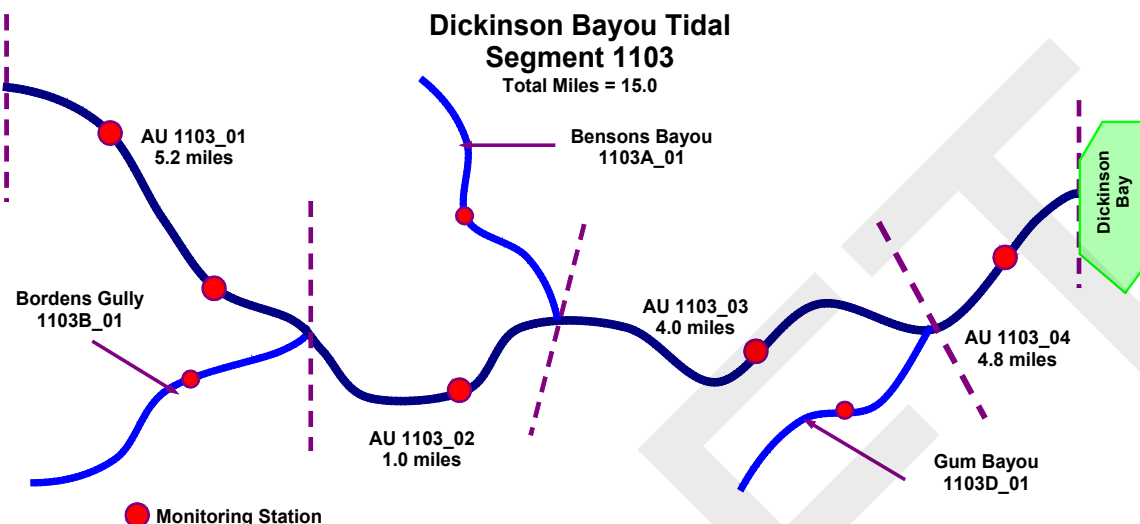 Dickinson Bayou Tidal
Segment 1103
Total Miles = 15.0
AU 1103_01
5.2 miles
Bensons Bayou
1103A_01
Dickinson
Bay
Bordens Gully
1103B_01
AU 1103_03
4.0 miles
AU 1103_04
4.8 miles
AU 1103_02
1.0 miles
Gum Bayou
1103D_01
Monitoring Station